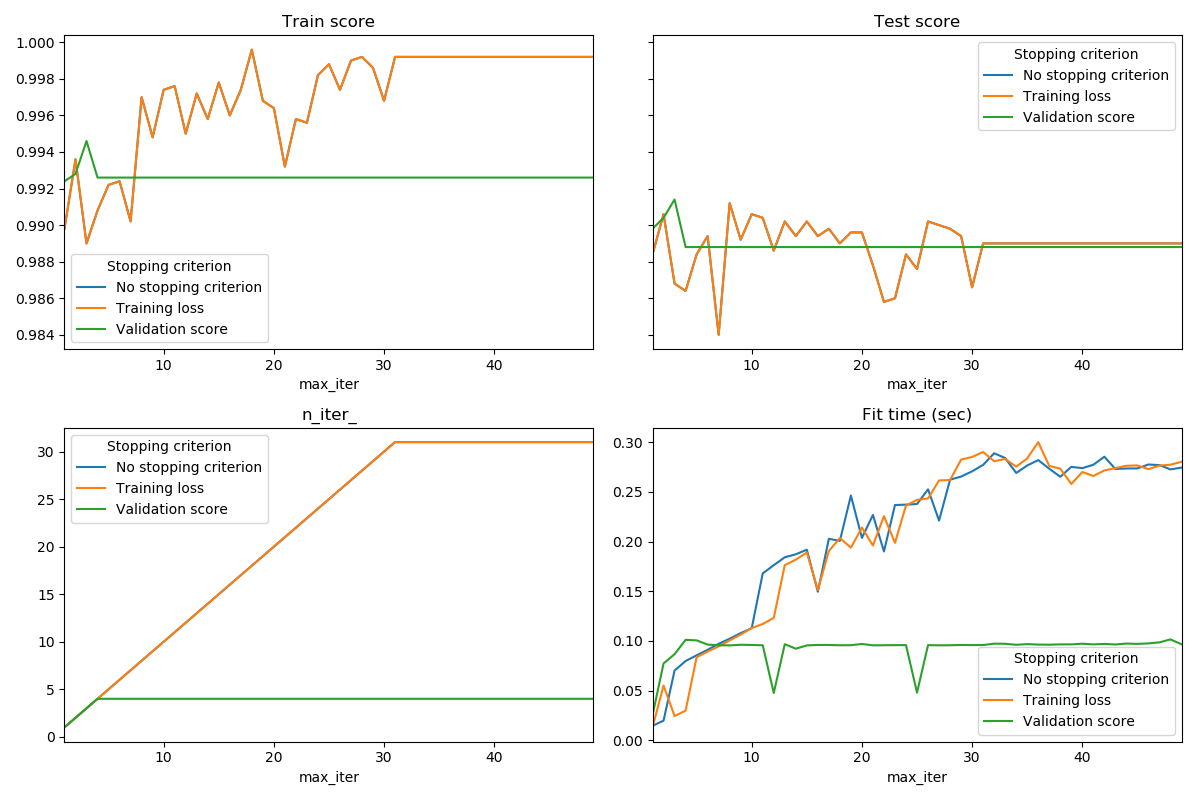 Train score
1.000
0.998
0.996
0.994
0.992
0.990
0.988
0.986
0.984
Stopping criterion
No stopping criterion
Training loss
Validation score
10
20
30
40
max_iter
Test score
Stopping criterion
No stopping criterion
Training loss
Validation score
10
20
30
40
max_iter
n_iter_
30
25
20
15
10
5
0
Stopping criterion
No stopping criterion
Training loss
Validation score
10
20
30
40
max_iter
Fit time (sec)
0.30
0.25
0.20
0.15
0.10
0.05
0.00
Stopping criterion
No stopping criterion
Training loss
Validation score
10
20
30
40
max_iter